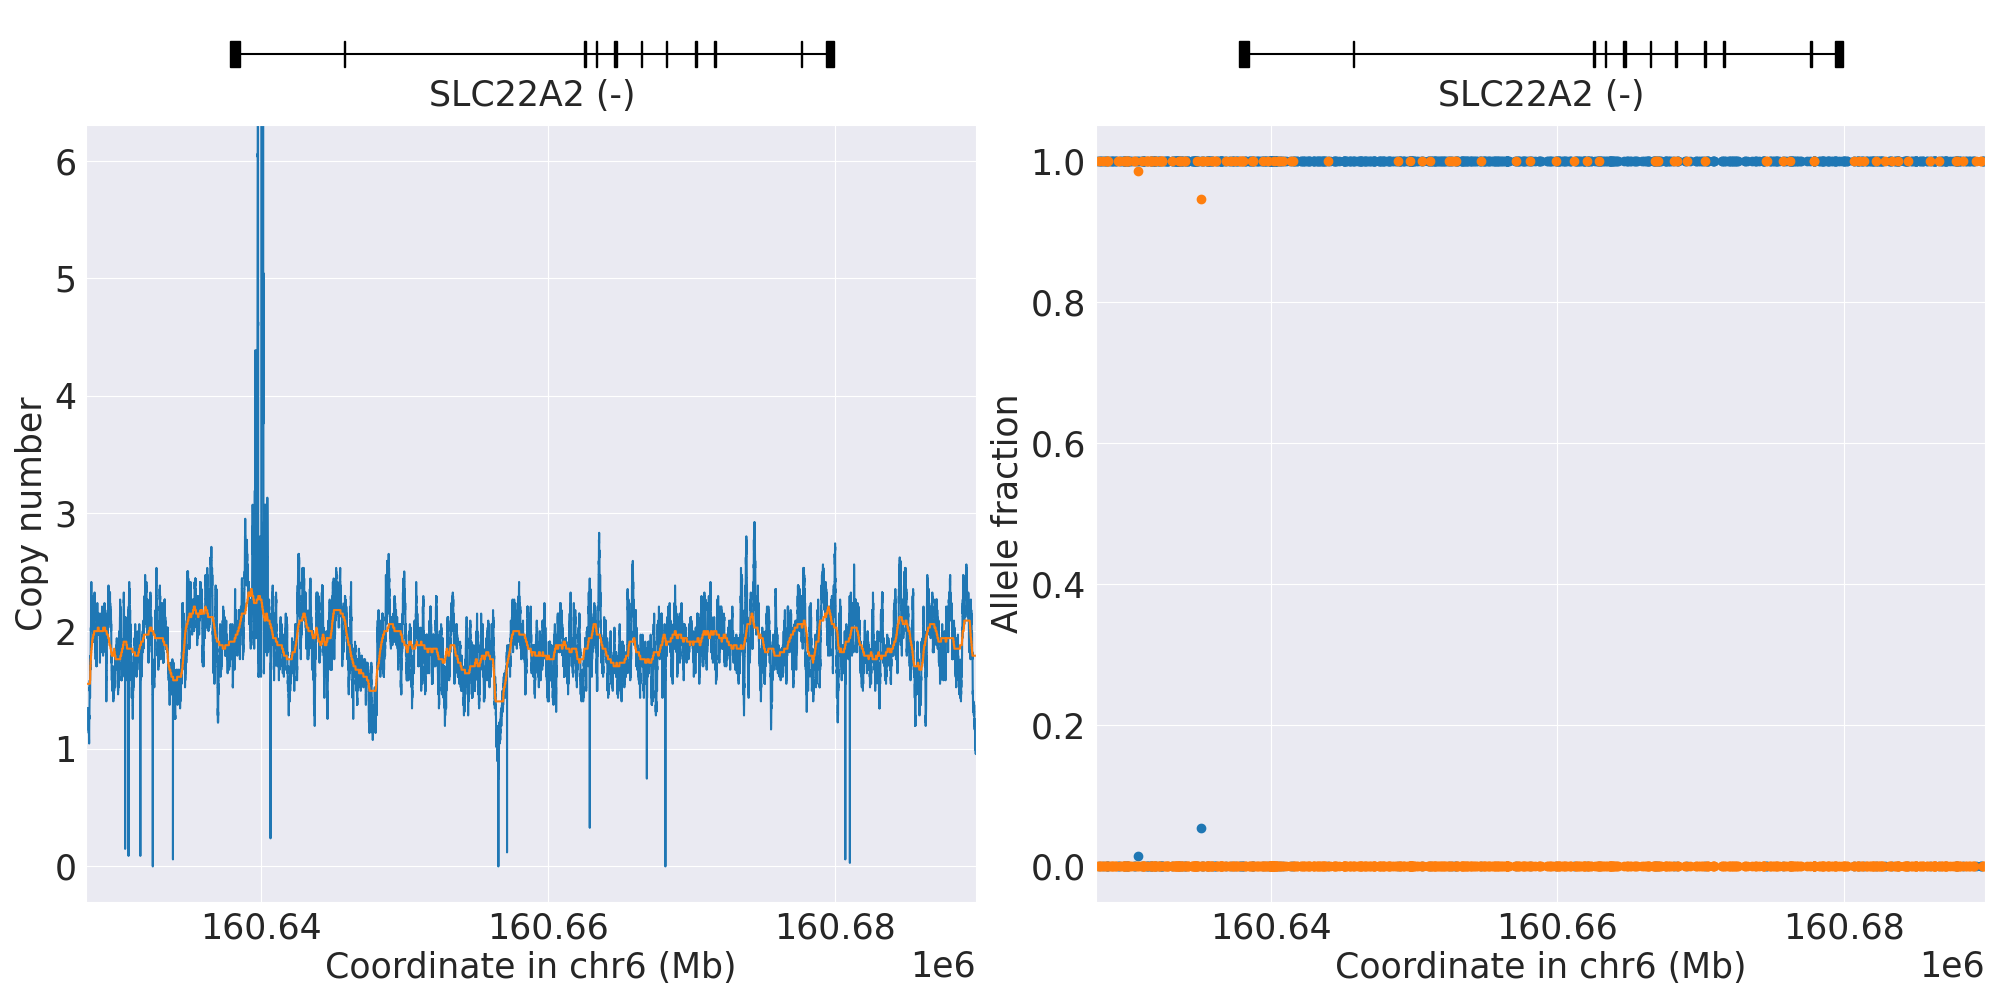 SLC22A2 (-)
6
5
4
3
2
1
0
Copy number
160.64
160.66
160.68
Coordinate in chr6 (Mb)
1e6
SLC22A2 (-)
1.0
0.8
0.6
0.4
0.2
0.0
Allele fraction
160.64
160.66
160.68
Coordinate in chr6 (Mb)
1e6